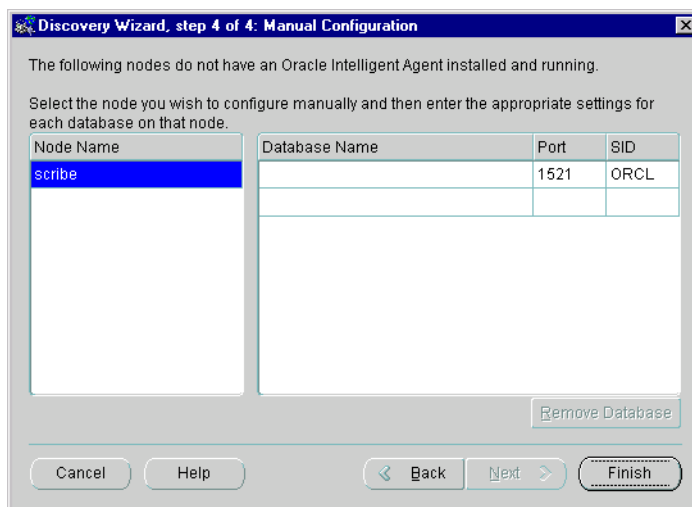 Discovery Wizard, step 4 of 4: Manual Configuration
The following nodes do not have an Oracle Intelligent Agent installed and running.
Select the node you wish to configure manually and then enter the appropriate settings for
each database on that node.
Node Name Database Name Port SID
scribe 1521 ORCL
Remove Database
Cancel Help Back Next Finish